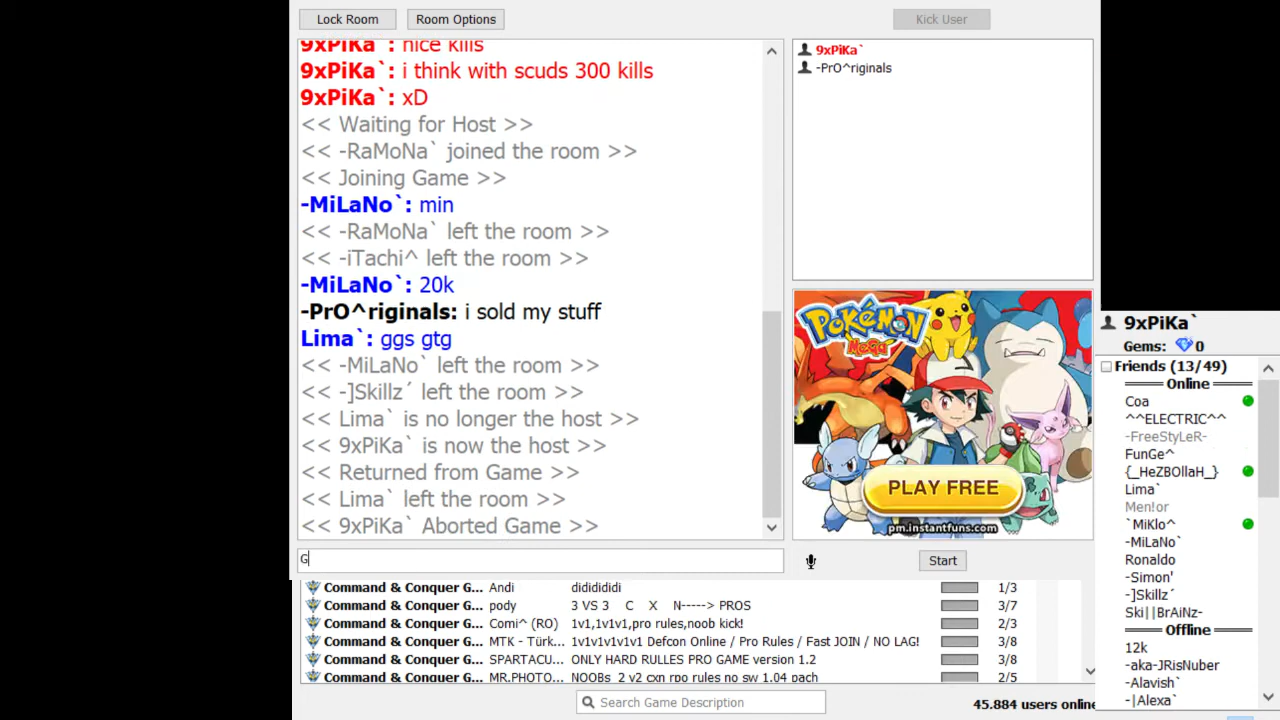 Lock Room
Room Options
Kick User
9xPiKa`: nice kills
9xPiKa`: i think with scuds 300 kills
9xPiKa`: xD
<< Waiting for Host >>
<< -RaMoNa` joined the room >>
<< Joining Game >>
-MiLaNo`: min
<< -RaMoNa` left the room >>
<< -iTachi^ left the room >>
-MiLaNo`: 20k
-PrO^riginals: i sold my stuff
Lima`: ggs gtg
<< -MiLaNo` left the room >>
<< -]Skillz´ left the room >>
<< Lima` is no longer the host >>
<< 9xPiKa` is now the host >>
<< Returned from Game >>
<< Lima` left the room >>
<< 9xPiKa` Aborted Game >>
G
9xPiKa`
-PrO^riginals
POKéMON
Mega
PLAY FREE
pm.instantfuns.com
Start
9xPiKa`
Gems: 0
Friends (13/49)
Online
Coa
^^ELECTRIC^^
-FreeStyLeR-
FunGe^
{_HeZBOllaH_}
Lima`
Men!or
`MiKlo^
-MiLaNo`
Ronaldo
-Simon'
-]Skillz´
Ski||BrAiNz-
Offline
12k
-aka-JRisNuber
-Alavish`
-|Alexa`
Command & Conquer G... Andi dididididi 1/3
Command & Conquer G... pody 3 VS 3 C X N-----> PROS 3/7
Command & Conquer G... Comi^ (RO) 1v1,1v1,pro rules,noob kick! 2/3
Command & Conquer G... MTK - Türk... 1v1v1v1v1v1 Defcon Online / Pro Rules / Fast JOIN / NO LAG! 3/8
Command & Conquer G... SPARTACU... ONLY HARD RULLES PRO GAME version 1.2 3/8
Command & Conquer G... MR.PHOTO... NOOBs 2 v2 cxn rpo rules no sw 1.04 pach 2/5
Search Game Description
45.884 users online